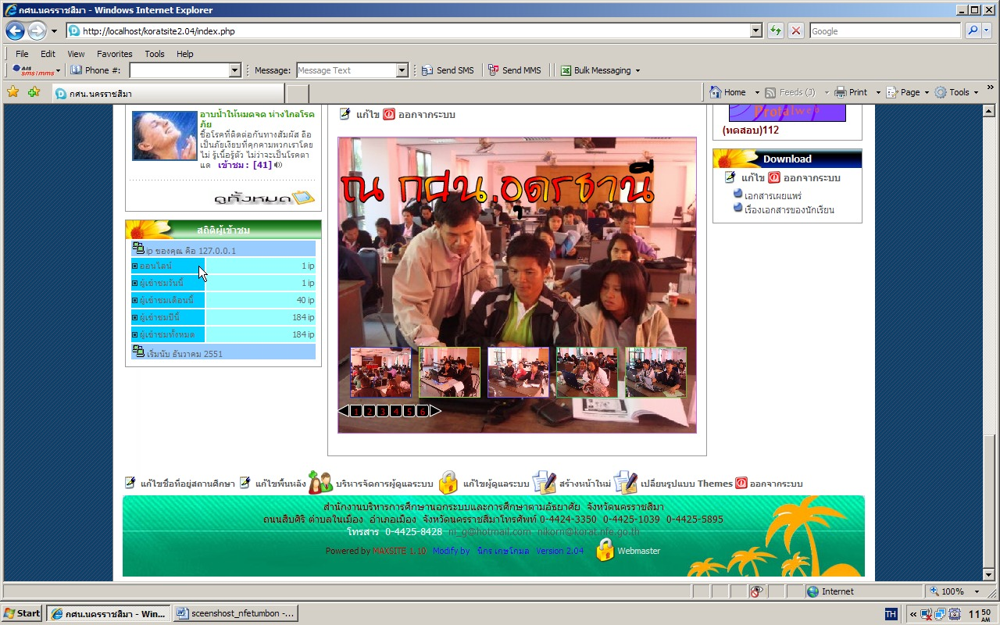 กศน.นครราชสีมา - Windows Internet Explorer
http://localhost/koratsite2.04/index.php
Google
File Edit View Favorites Tools Help
AIS sms|mms Phone #: Message: Message Text Send SMS Send MMS Bulk Messaging
กศน.นครราชสีมา
Home Feeds (J) Print Page Tools
อาบน้ำให้หมดจด ห่างไกลโรค
ภัย
เชื้อโรคที่ติดต่อกันทางสัมผัส ถือ
เป็นภัยเงียบที่คุกคามพวกเราโดย
ไม่ รู้เนื้อรู้ตัว ไม่ว่าจะเป็นโรคตา
แด เข้าชม : [41]
ดูทั้งหมด
สถิติผู้เข้าชม
ip ของคุณ คือ 127.0.0.1
ออนไลน์ 1 ip
ผู้เข้าชมวันนี้ 1 ip
ผู้เข้าชมเดือนนี้ 40 ip
ผู้เข้าชมปีนี้ 184 ip
ผู้เข้าชมทั้งหมด 184 ip
เริ่มนับ ธันวาคม 2551
แก้ไข ออกจากระบบ
ณ กศน.อุดรธานี
1 2 3 4 5 6
Protalweb
(ทดสอบ)112
Download
แก้ไข ออกจากระบบ
เอกสารเผยแพร่
เรื่องเอกสารของนักเรียน
แก้ไขชื่อที่อยู่สถานศึกษา แก้ไขพื้นหลัง บริหารจัดการผู้ดูแลระบบ แก้ไขผู้ดูแลระบบ สร้างหน้าใหม่ เปลี่ยนรูปแบบ Themes ออกจากระบบ
สำนักงานบริหารการศึกษานอกระบบและการศึกษาตามอัธยาศัย จังหวัดนครราชสีมา
ถนนสืบศิริ ตำบลในเมือง อำเภอเมือง จังหวัดนครราชสีมาโทรศัพท์ 0-4424-3350 0-4425-1039 0-4425-5895
โทรสาร 0-4425-8428 ni_g@hotmail.com nikorn@korat.nfe.go.th
Powered by MAXSITE 1.10 Modify by นิกร เกษโกมล Version 2.04 Webmaster
Internet 100%
Start กศน.นครราชสีมา - Win... sceenshost_nfetumbon -... TH 11 50 AM